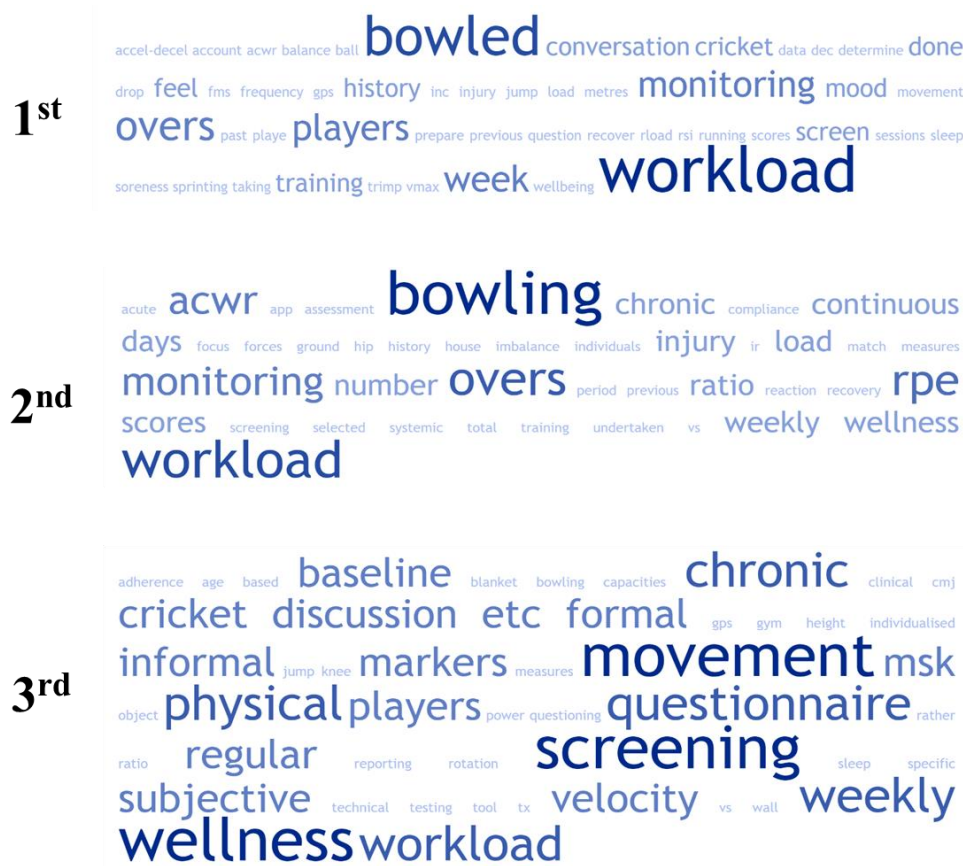 1st
accel-decel account acwr balance ball bowled conversation cricket data dec determine done
drop feel fms frequency gps history inc injury jump load metres monitoring mood movement
overs past playe players prepare previous question recover rload rsi running scores screen sessions sleep
soreness sprinting taking training trimp vmax week wellbeing workload
2nd
acute acwr app assessment bowling chronic compliance continuous
days focus forces ground hip history house imbalance individuals injury ir load match measures
monitoring number overs period previous ratio reaction recovery rpe
scores screening selected systemic total training undertaken vs weekly wellness
workload
3rd
adherence age based baseline blanket bowling capacities chronic clinical cmj
cricket discussion etc formal gps gym height individualised
informal jump knee markers measures movement msk
object physical players power questioning questionnaire rather
ratio regular reporting rotation screening sleep specific
subjective technical testing tool tx velocity vs wall weekly
wellness workload